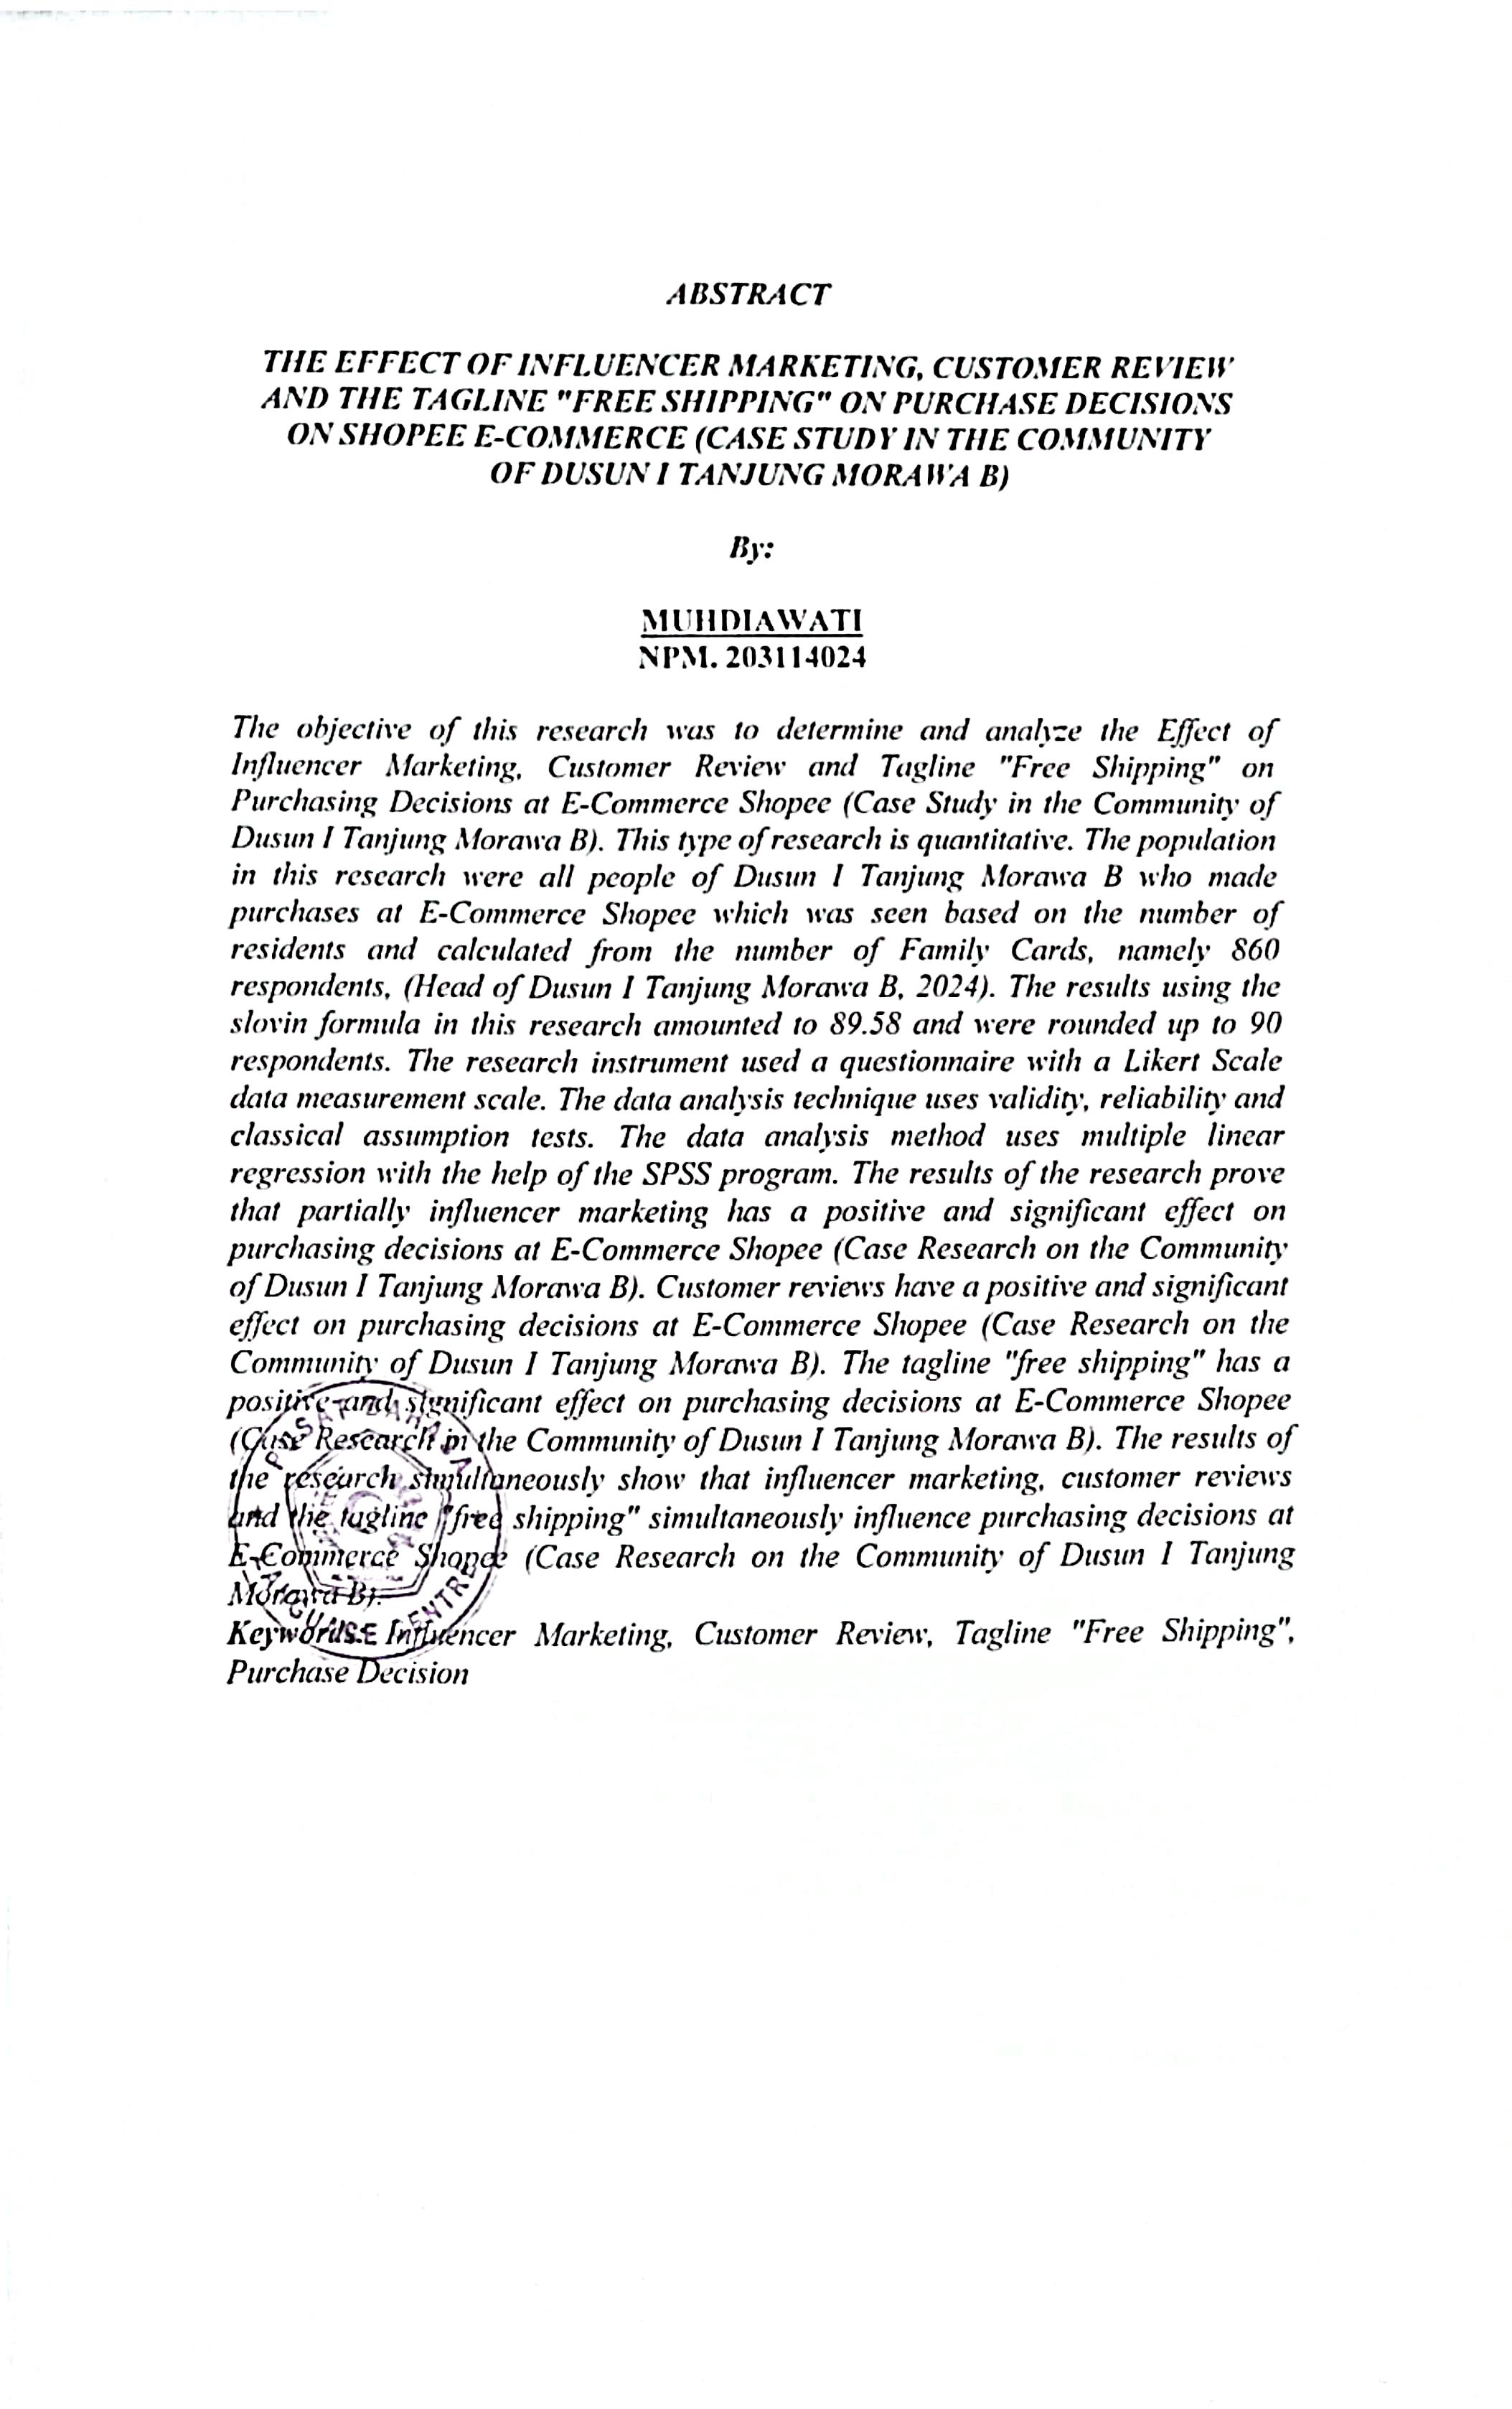 ABSTRACT
THE EFFECT OF INFLUENCER MARKETING, CUSTOMER REVIEW
AND THE TAGLINE "FREE SHIPPING" ON PURCHASE DECISIONS
ON SHOPEE E-COMMERCE (CASE STUDY IN THE COMMUNITY
OF DUSUN I TANJUNG MORAWA B)
By:
MUHDIAWATI
NPM. 203114024
The objective of this research was to determine and analyze the Effect of
Influencer Marketing, Customer Review and Tagline "Free Shipping" on
Purchasing Decisions at E-Commerce Shopee (Case Study in the Community of
Dusun I Tanjung Morawa B). This type of research is quantitative. The population
in this research were all people of Dusun I Tanjung Morawa B who made
purchases at E-Commerce Shopee which was seen based on the number of
residents and calculated from the number of Family Cards, namely 860
respondents, (Head of Dusun I Tanjung Morawa B, 2024). The results using the
slovin formula in this research amounted to 89.58 and were rounded up to 90
respondents. The research instrument used a questionnaire with a Likert Scale
data measurement scale. The data analysis technique uses validity, reliability and
classical assumption tests. The data analysis method uses multiple linear
regression with the help of the SPSS program. The results of the research prove
that partially influencer marketing has a positive and significant effect on
purchasing decisions at E-Commerce Shopee (Case Research on the Community
of Dusun I Tanjung Morawa B). Customer reviews have a positive and significant
effect on purchasing decisions at E-Commerce Shopee (Case Research on the
Community of Dusun I Tanjung Morawa B). The tagline "free shipping" has a
positive and significant effect on purchasing decisions at E-Commerce Shopee
(Case Research in the Community of Dusun I Tanjung Morawa B). The results of
the research simultaneously show that influencer marketing, customer reviews
and the tagline "free shipping" simultaneously influence purchasing decisions at
E-Commerce Shopee (Case Research on the Community of Dusun I Tanjung
Morawa B).
Keywords: Influencer Marketing, Customer Review, Tagline "Free Shipping",
Purchase Decision
PUSAT BAHASA
LANGUAGE CENTRE